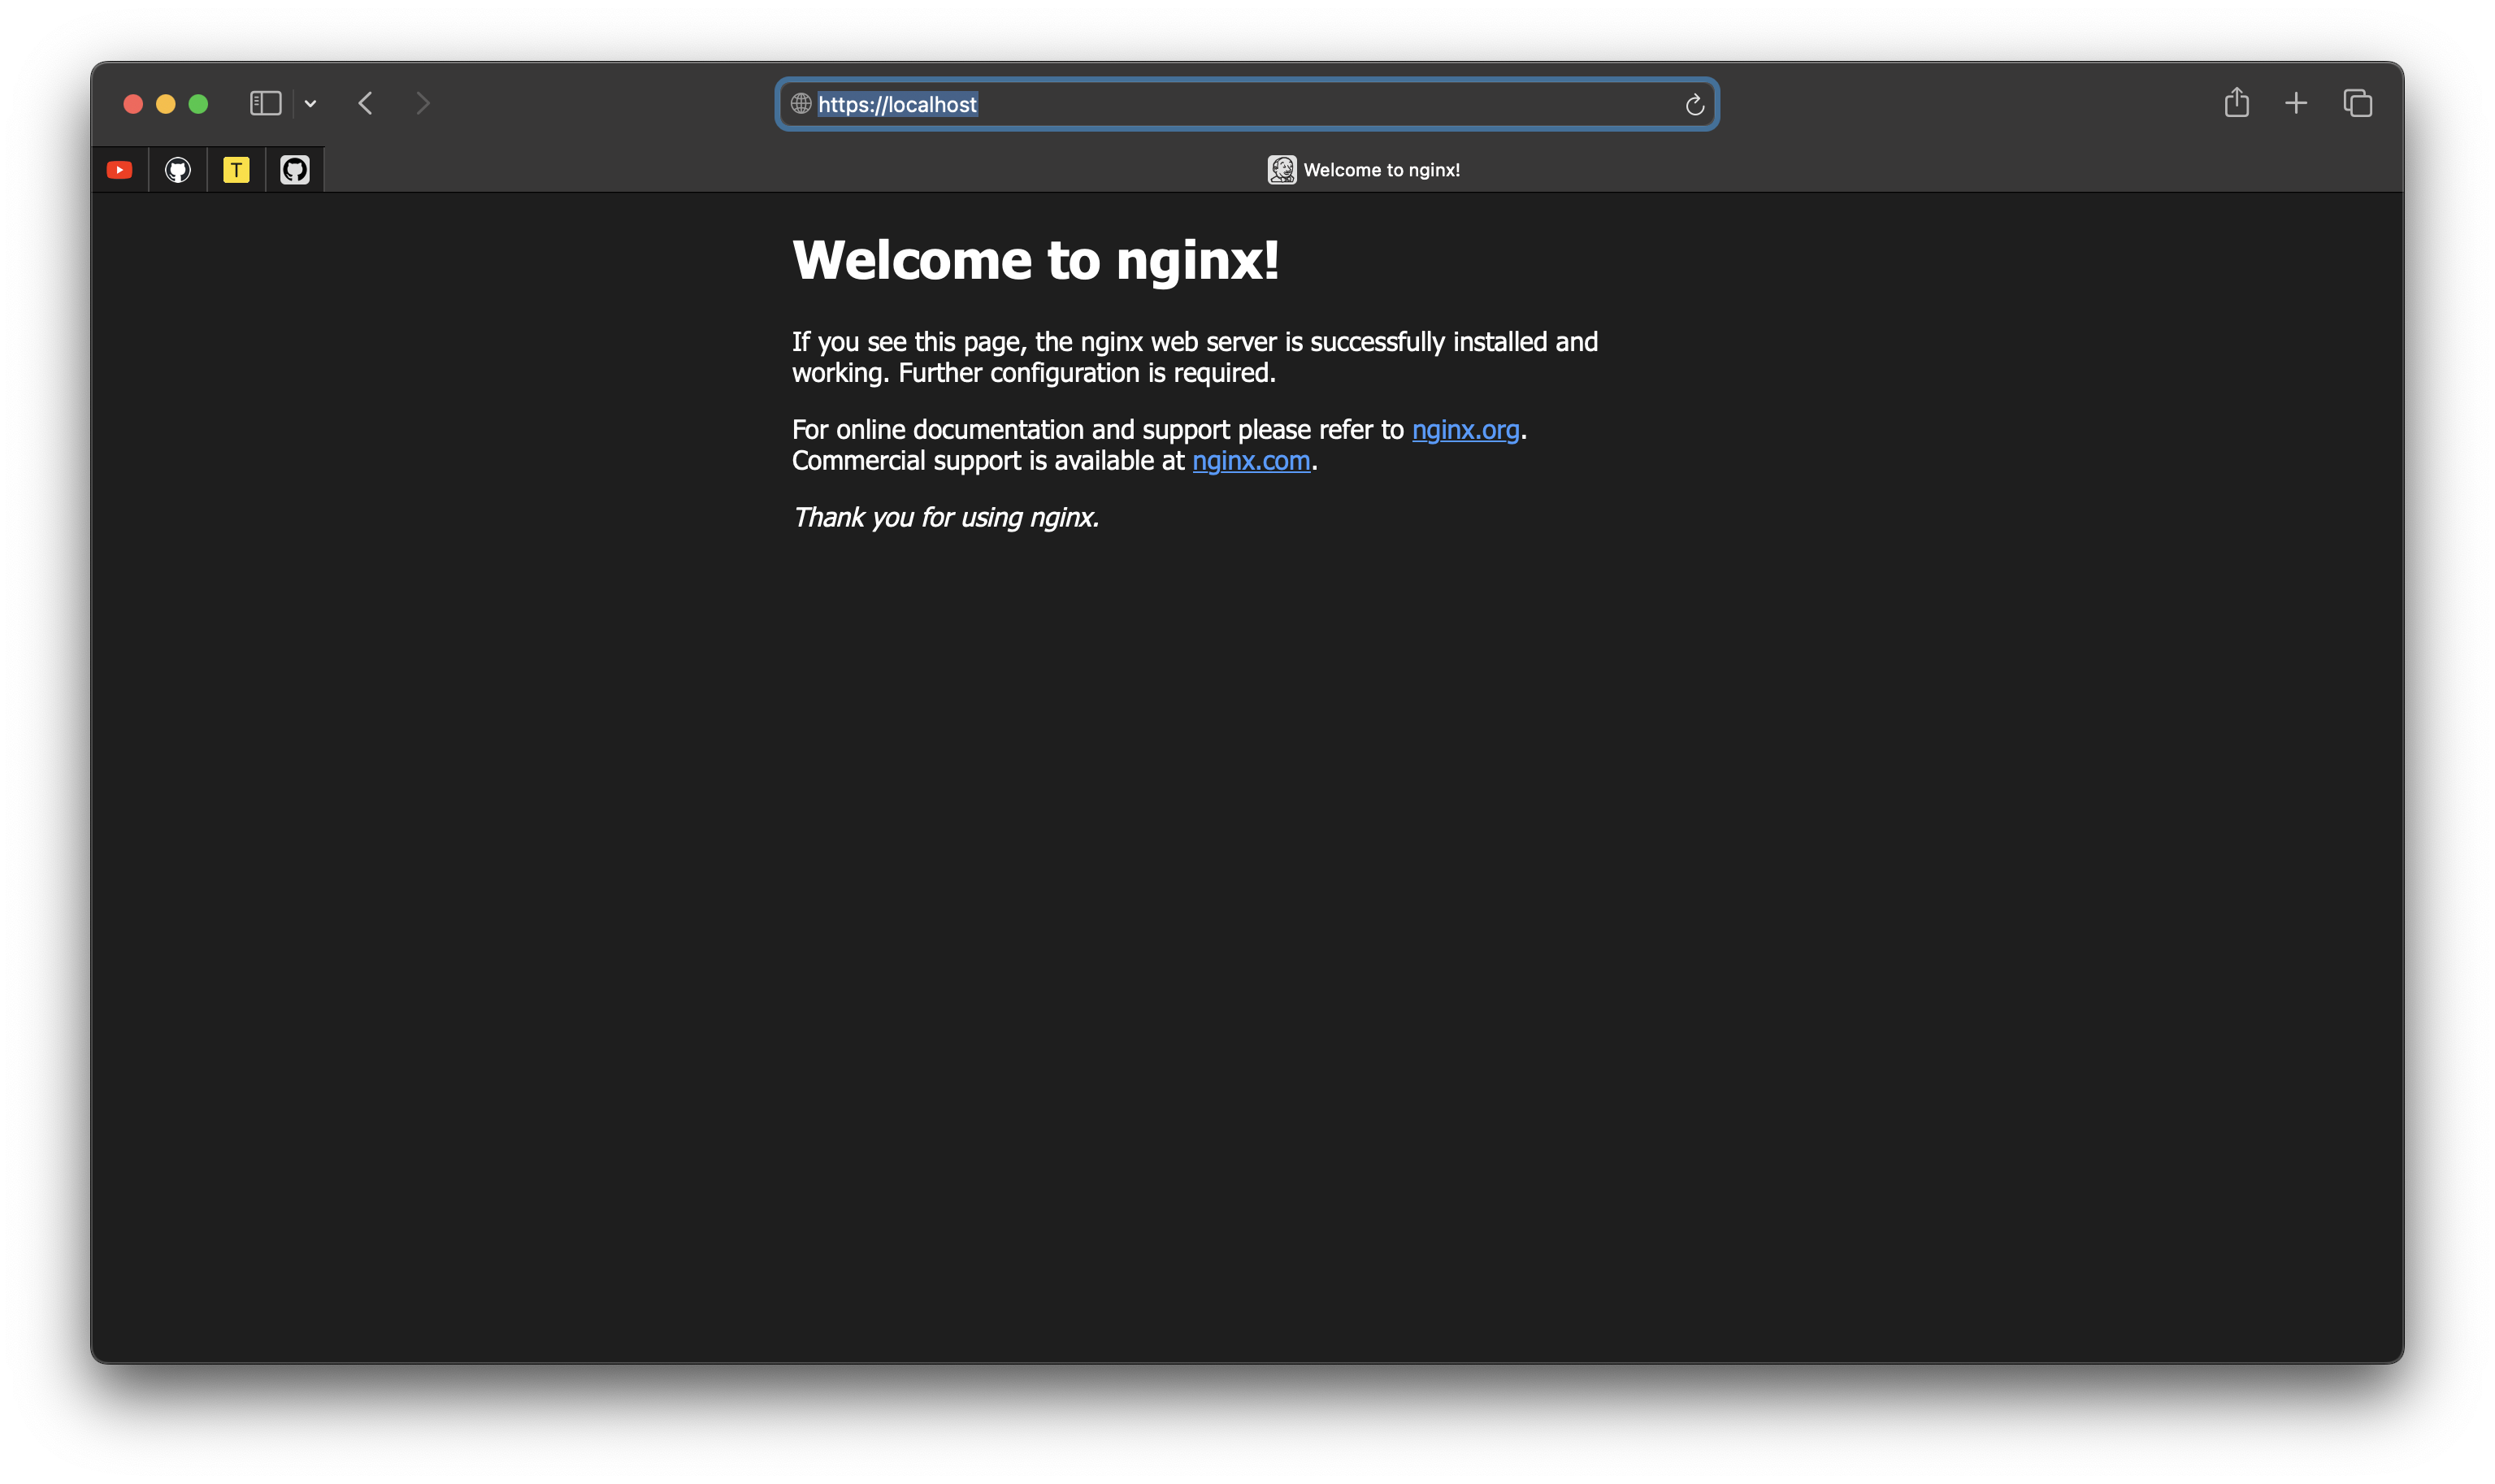 https://localhost
T
Welcome to nginx!
Welcome to nginx!
If you see this page, the nginx web server is successfully installed and
working. Further configuration is required.
For online documentation and support please refer to nginx.org.
Commercial support is available at nginx.com.
Thank you for using nginx.